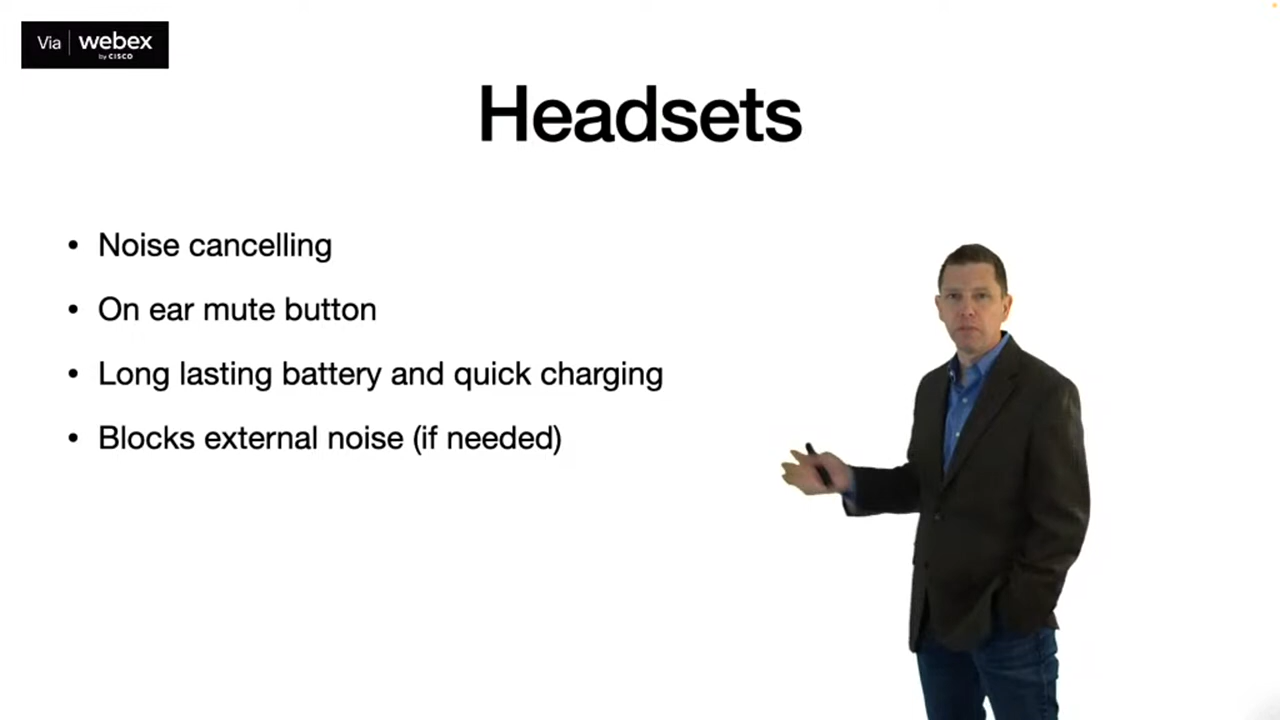 Via webex
by CISCO
Headsets
• Noise cancelling
• On ear mute button
• Long lasting battery and quick charging
• Blocks external noise (if needed)